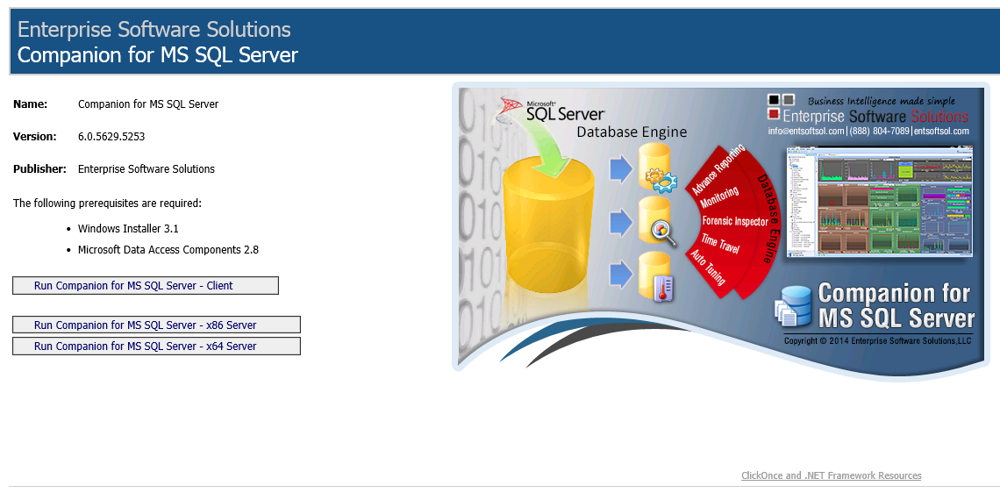 Enterprise Software Solutions
Companion for MS SQL Server
Name: Companion for MS SQL Server
Version: 6.0.5629.5253
Publisher: Enterprise Software Solutions
The following prerequisites are required:
• Windows Installer 3.1
• Microsoft Data Access Components 2.8
Run Companion for MS SQL Server - Client
Run Companion for MS SQL Server - x86 Server
Run Companion for MS SQL Server - x64 Server
Microsoft®
SQL Server®
Database Engine
Business Intelligence made simple
Enterprise Software Solutions
info@entsoftsol.com|(888) 804-7089|entsoftsol.com
Advance Reporting
Monitoring
Forensic Inspector
Time Travel
Auto Tuning
Database Engine
Companion for
MS SQL Server
Copyright © 2014 Enterprise Software Solutions,LLC
ClickOnce and .NET Framework Resources